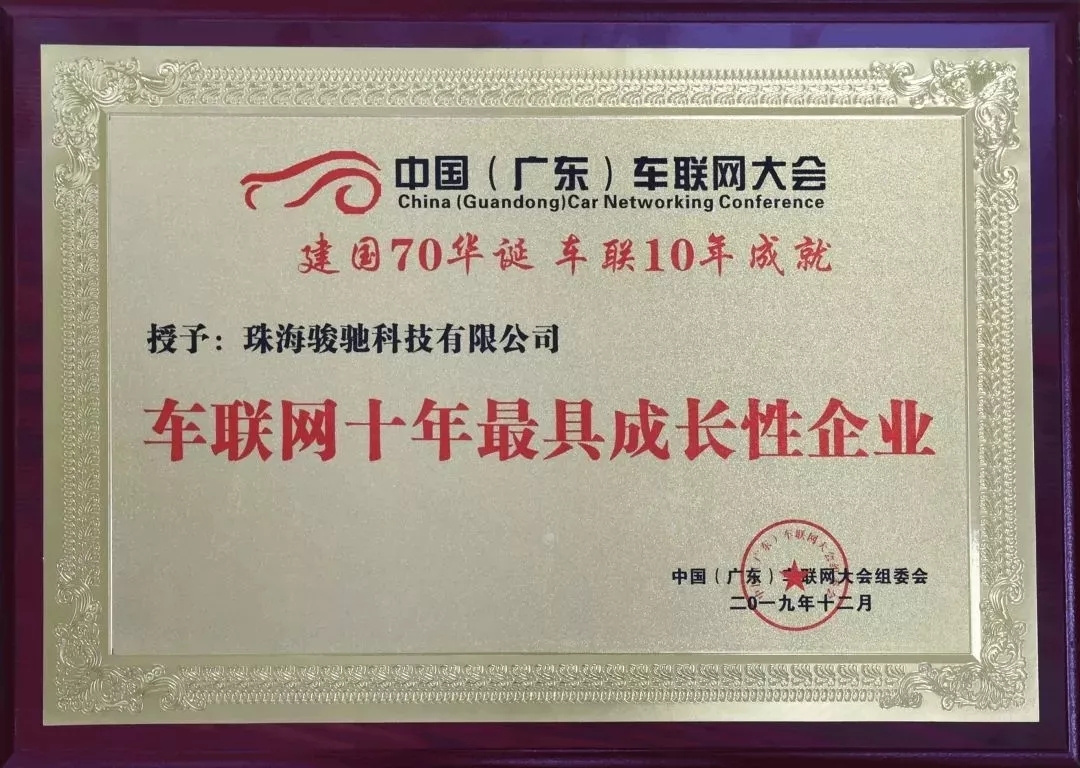 中国（广东）车联网大会
China (Guandong)Car Networking Conference
建国70华诞 车联10年成就
授予：珠海骏驰科技有限公司
车联网十年最具成长性企业
中国（广东）车联网大会组委会
二〇一九年十二月